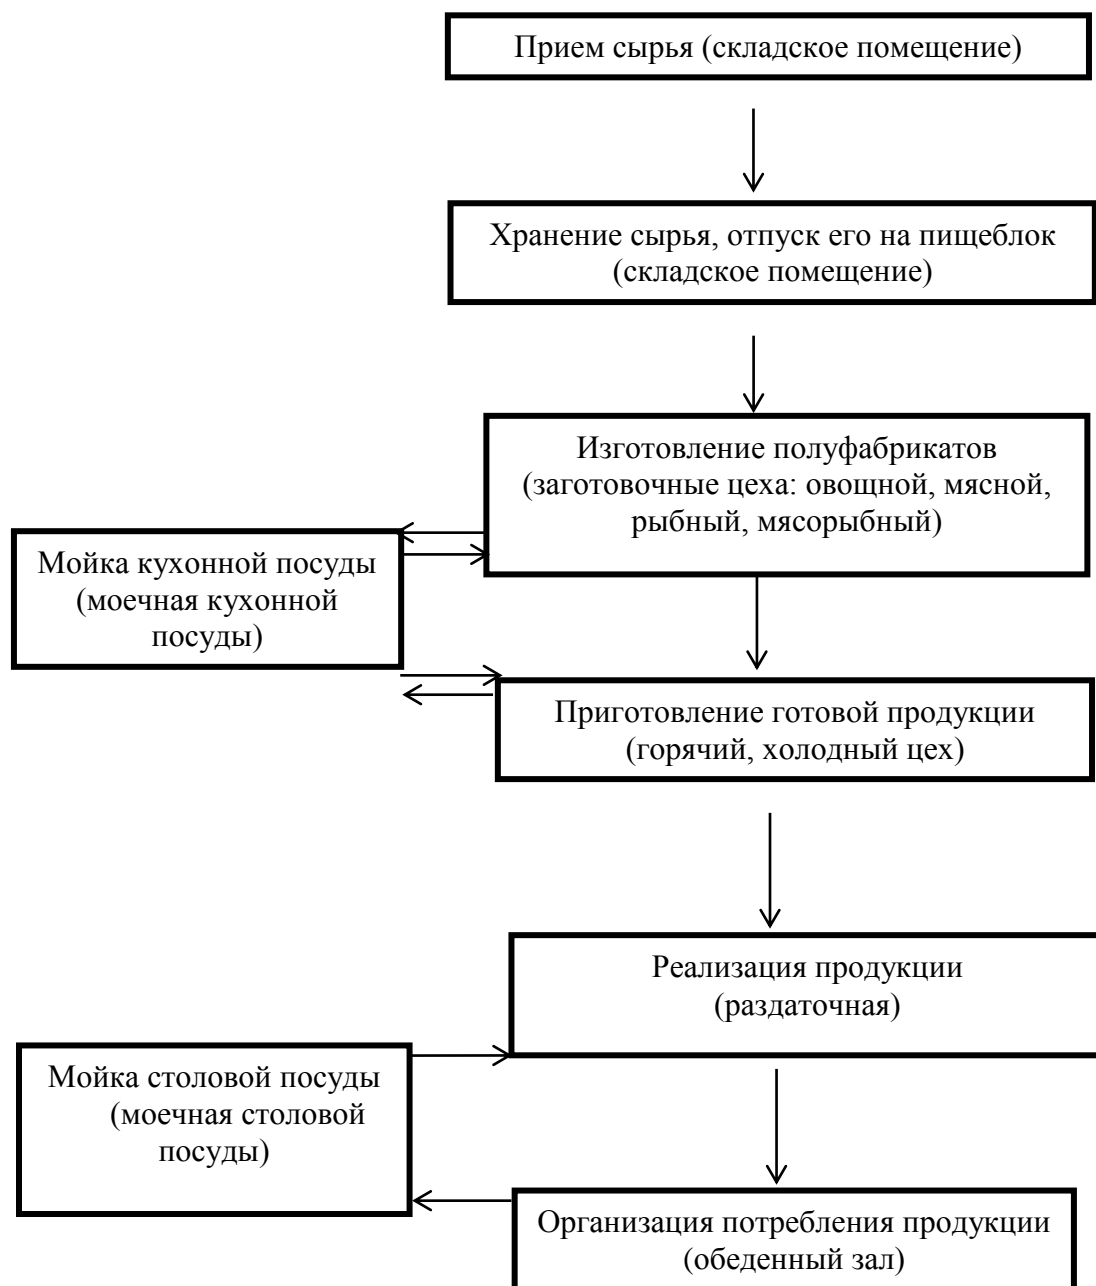 Прием сырья (складское помещение)
Хранение сырья, отпуск его на пищеблок
(складское помещение)
Изготовление полуфабрикатов
(заготовочные цеха: овощной, мясной,
рыбный, мясорыбный)
Мойка кухонной посуды
(моечная кухонной
посуды)
Приготовление готовой продукции
(горячий, холодный цех)
Реализация продукции
(раздаточная)
Мойка столовой посуды
(моечная столовой
посуды)
Организация потребления продукции
(обеденный зал)